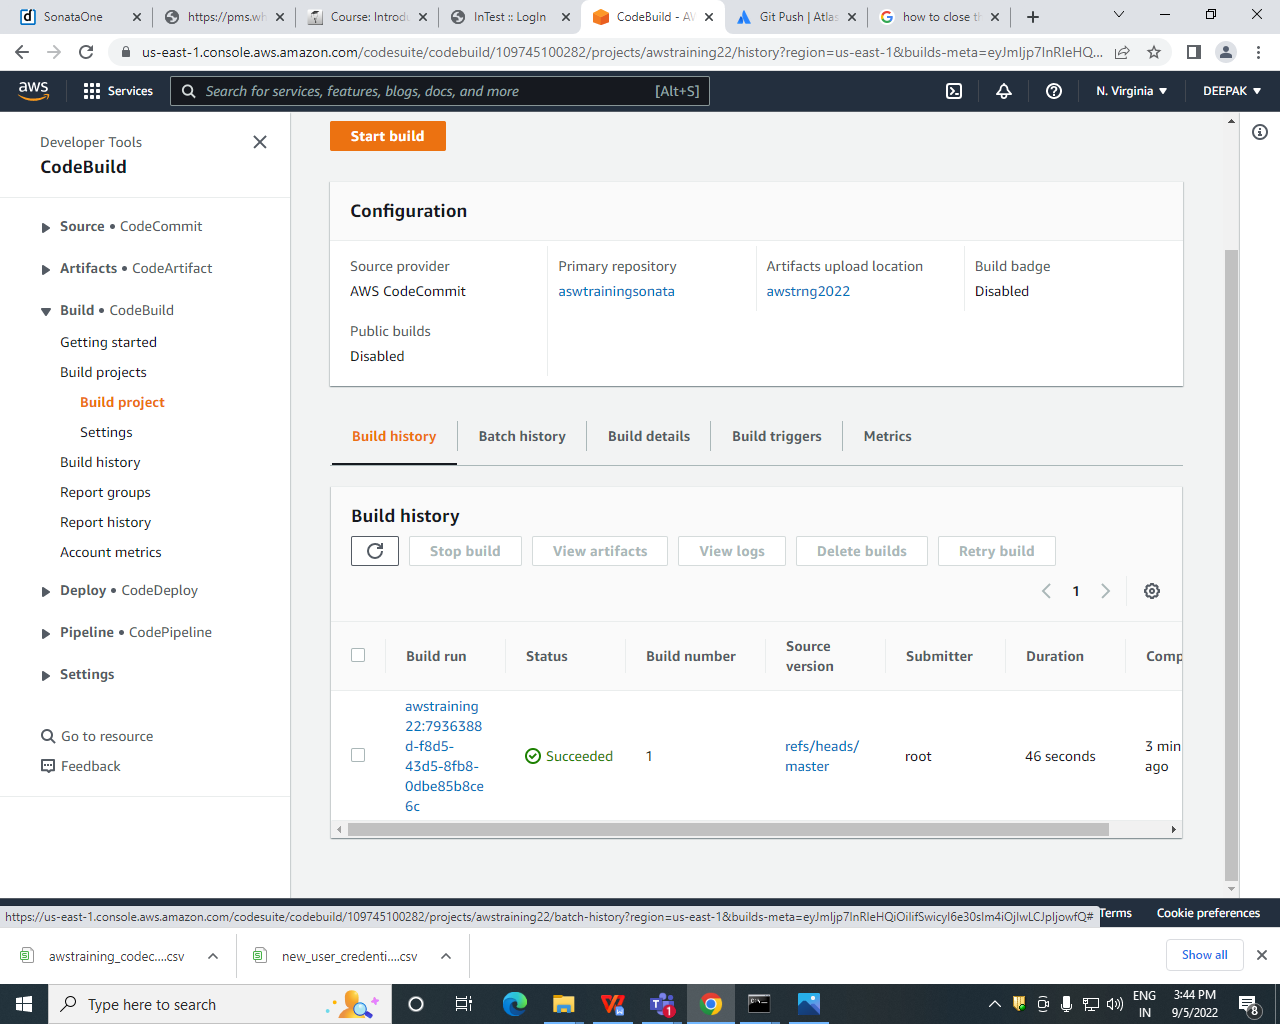 SonataOne
https://pms.wh
Course: Introdu
InTest :: LogIn
CodeBuild - AW
Git Push | Atlas
how to close th
us-east-1.console.aws.amazon.com/codesuite/codebuild/109745100282/projects/awstraining22/history?region=us-east-1&builds-meta=eyJmIjp7InRleHQ...
aws
Services
Search for services, features, blogs, docs, and more
[Alt+S]
N. Virginia
DEEPAK
Developer Tools
CodeBuild
Source • CodeCommit
Artifacts • CodeArtifact
Build • CodeBuild
Getting started
Build projects
Build project
Settings
Build history
Report groups
Report history
Account metrics
Deploy • CodeDeploy
Pipeline • CodePipeline
Settings
Go to resource
Feedback
Start build
Configuration
Source provider
AWS CodeCommit
Primary repository
aswtrainingsonata
Artifacts upload location
awstrng2022
Build badge
Disabled
Public builds
Disabled
Build history
Batch history
Build details
Build triggers
Metrics
Build history
Stop build
View artifacts
View logs
Delete builds
Retry build
1
Build run
Status
Build number
Source
version
Submitter
Duration
Comp
awstraining
22:7936388
d-f8d5-
43d5-8fb8-
0dbe85b8ce
6c
Succeeded
1
refs/heads/
master
root
46 seconds
3 min
ago
https://us-east-1.console.aws.amazon.com/codesuite/codebuild/109745100282/projects/awstraining22/batch-history?region=us-east-1&builds-meta=eyJmIjp7InRleHQiOiIifSwicyI6e30sIm4iOjIwLCJpIjowfQ#
Terms
Cookie preferences
awstraining_codec....csv
new_user_credenti....csv
Show all
Type here to search
1
ENG
IN
3:44 PM
9/5/2022
8